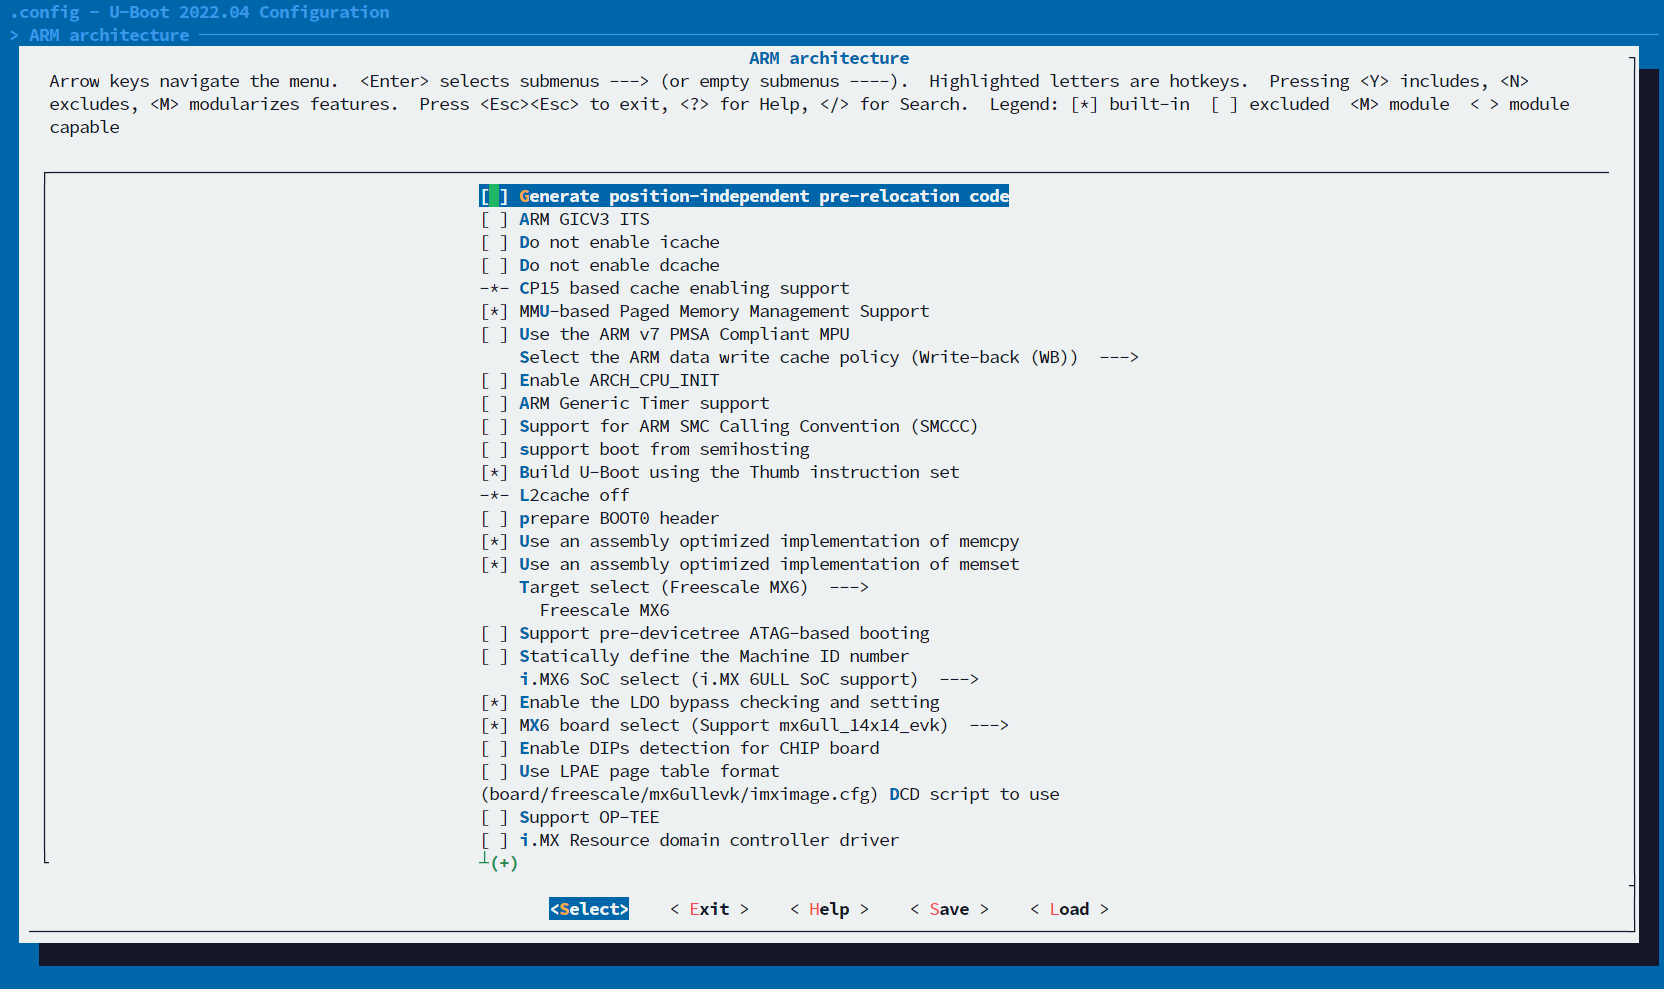 .config - U-Boot 2022.04 Configuration
> ARM architecture
ARM architecture
Arrow keys navigate the menu.  <Enter> selects submenus ---> (or empty submenus ----).  Highlighted letters are hotkeys.  Pressing <Y> includes, <N>
excludes, <M> modularizes features.  Press <Esc><Esc> to exit, <?> for Help, </> for Search.  Legend: [*] built-in  [ ] excluded  <M> module  < > module
capable
[ ] Generate position-independent pre-relocation code
[ ] ARM GICV3 ITS
[ ] Do not enable icache
[ ] Do not enable dcache
-*- CP15 based cache enabling support
[*] MMU-based Paged Memory Management Support
[ ] Use the ARM v7 PMSA Compliant MPU
Select the ARM data write cache policy (Write-back (WB))  --->
[ ] Enable ARCH_CPU_INIT
[ ] ARM Generic Timer support
[ ] Support for ARM SMC Calling Convention (SMCCC)
[ ] support boot from semihosting
[*] Build U-Boot using the Thumb instruction set
-*- L2cache off
[ ] prepare BOOT0 header
[*] Use an assembly optimized implementation of memcpy
[*] Use an assembly optimized implementation of memset
Target select (Freescale MX6)  --->
Freescale MX6
[ ] Support pre-devicetree ATAG-based booting
[ ] Statically define the Machine ID number
i.MX6 SoC select (i.MX 6ULL SoC support)  --->
[*] Enable the LDO bypass checking and setting
[*] MX6 board select (Support mx6ull_14x14_evk)  --->
[ ] Enable DIPs detection for CHIP board
[ ] Use LPAE page table format
(board/freescale/mx6ullevk/imximage.cfg) DCD script to use
[ ] Support OP-TEE
[ ] i.MX Resource domain controller driver
┴(+)
<Select>    < Exit >    < Help >    < Save >    < Load >